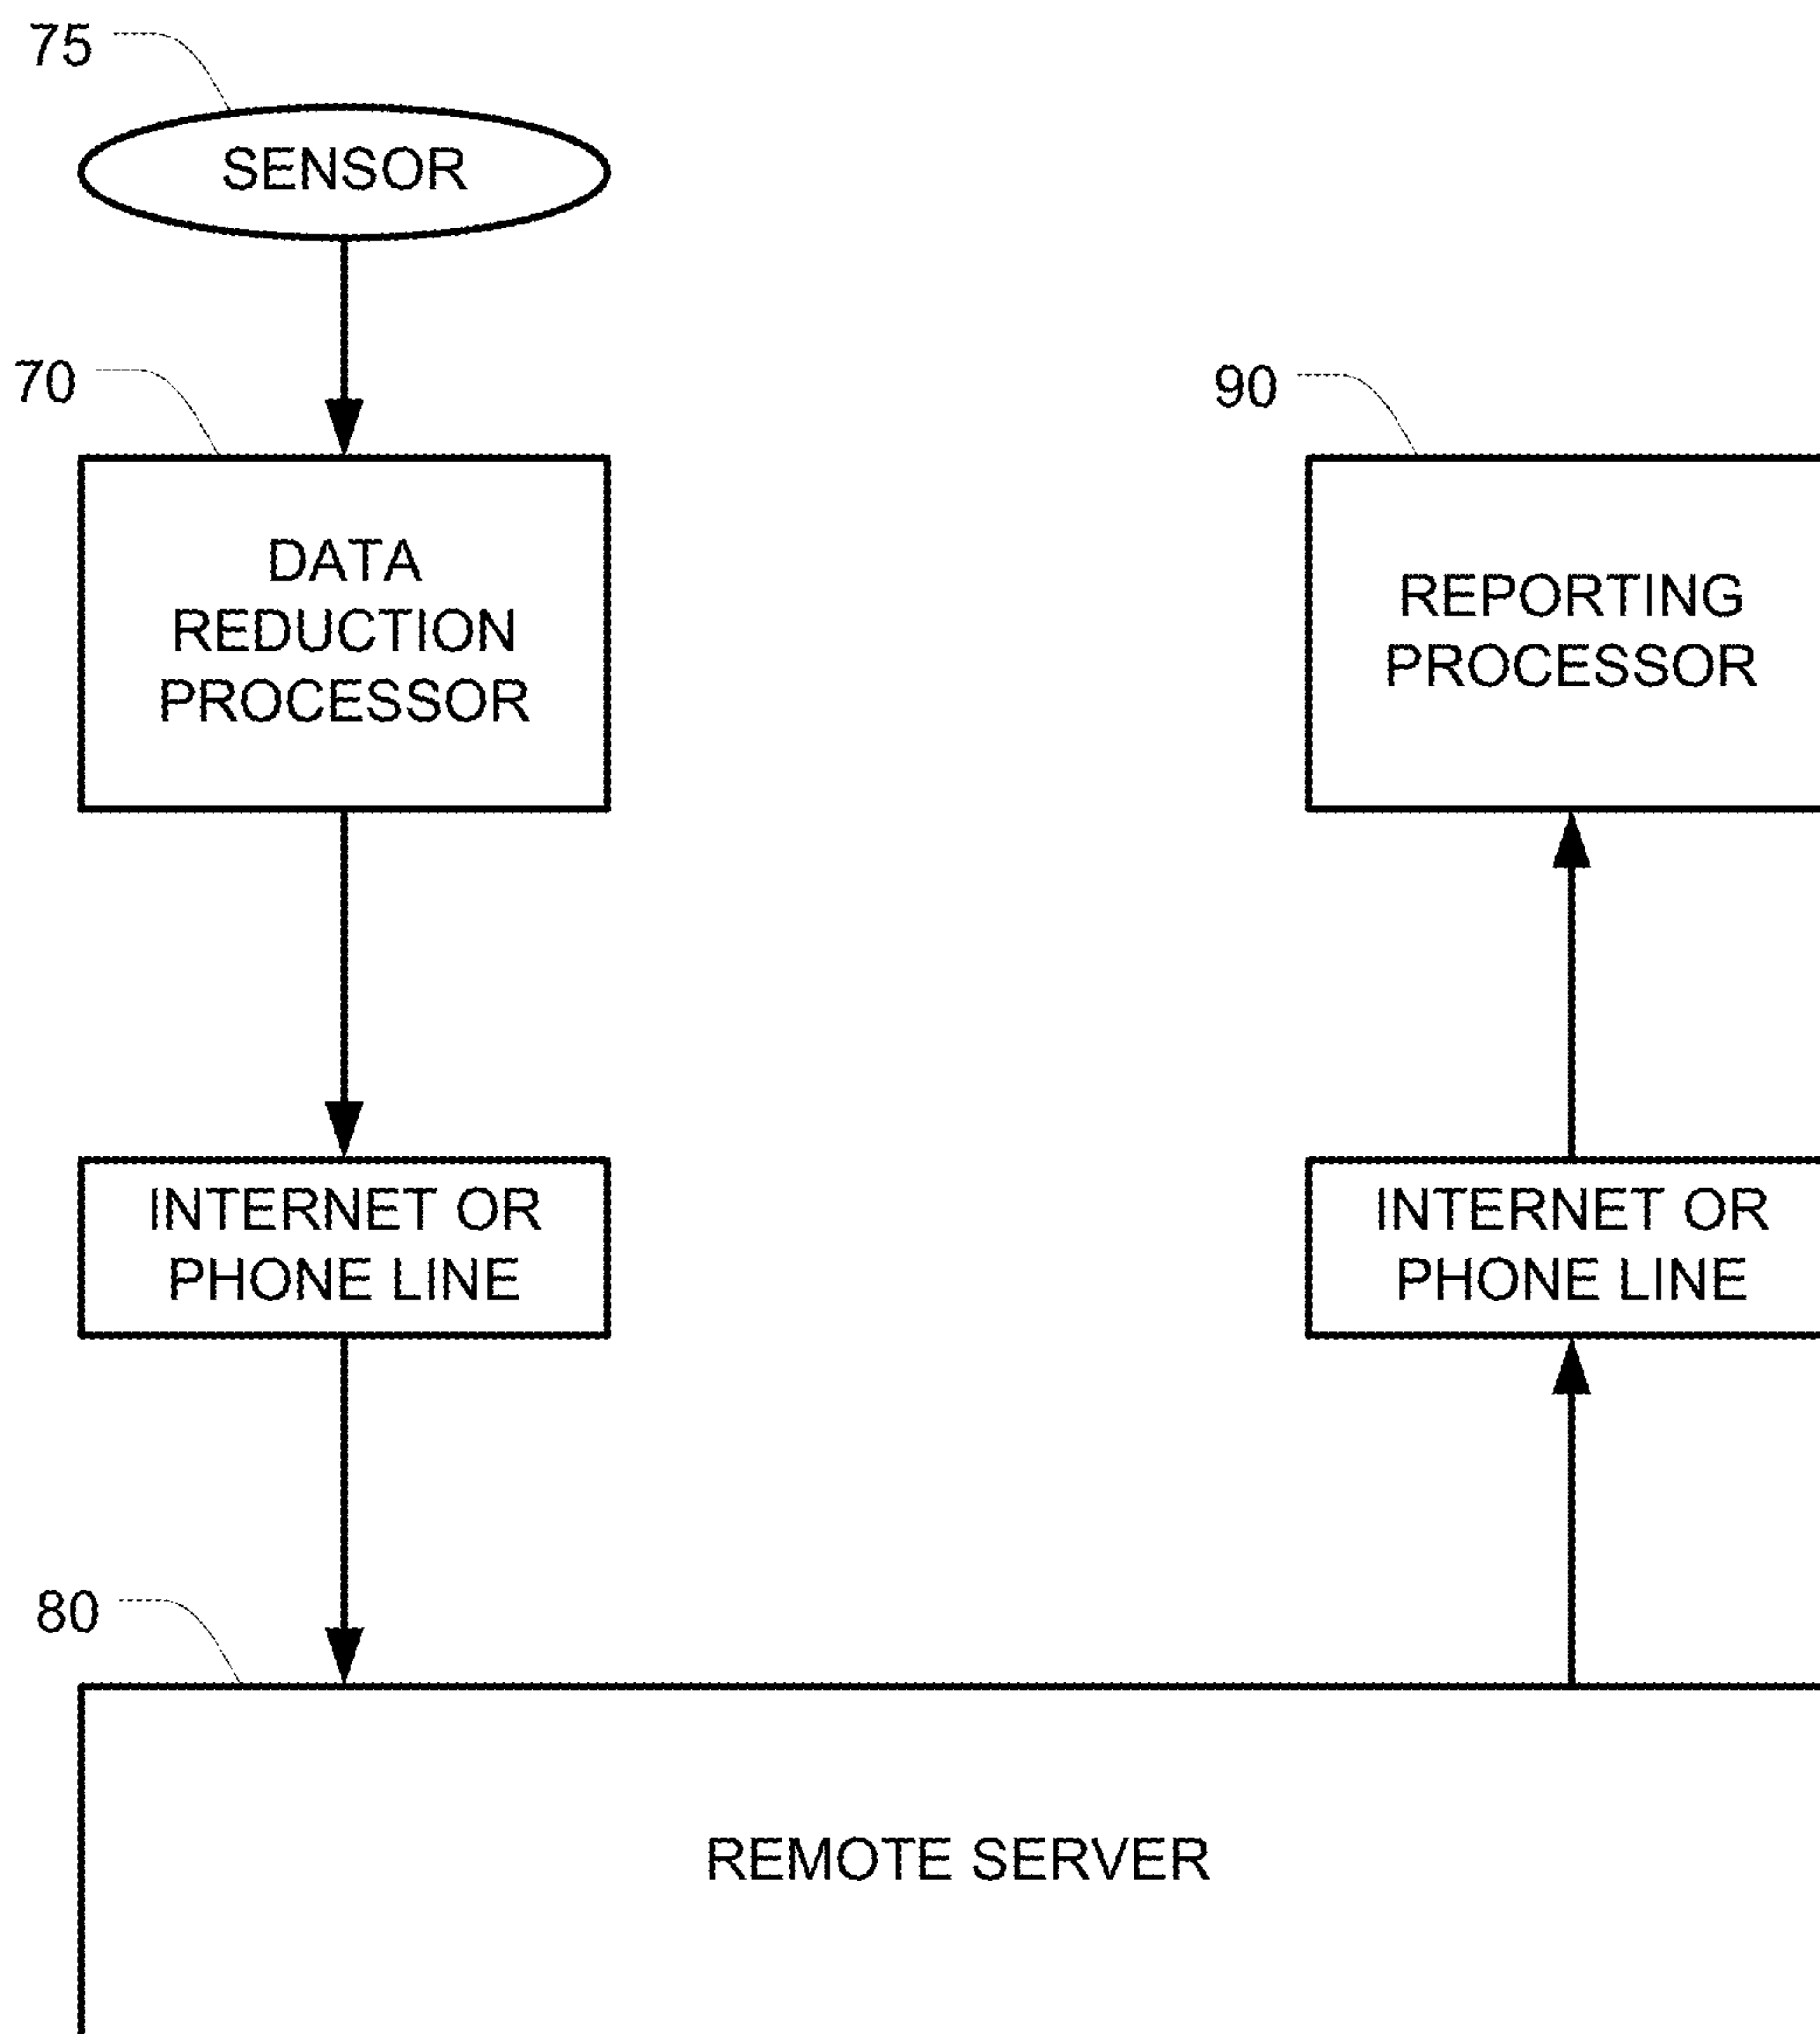 75
SENSOR
70
DATA
REDUCTION
PROCESSOR
90
REPORTING
PROCESSOR
INTERNET OR
PHONE LINE
INTERNET OR
PHONE LINE
80
REMOTE SERVER